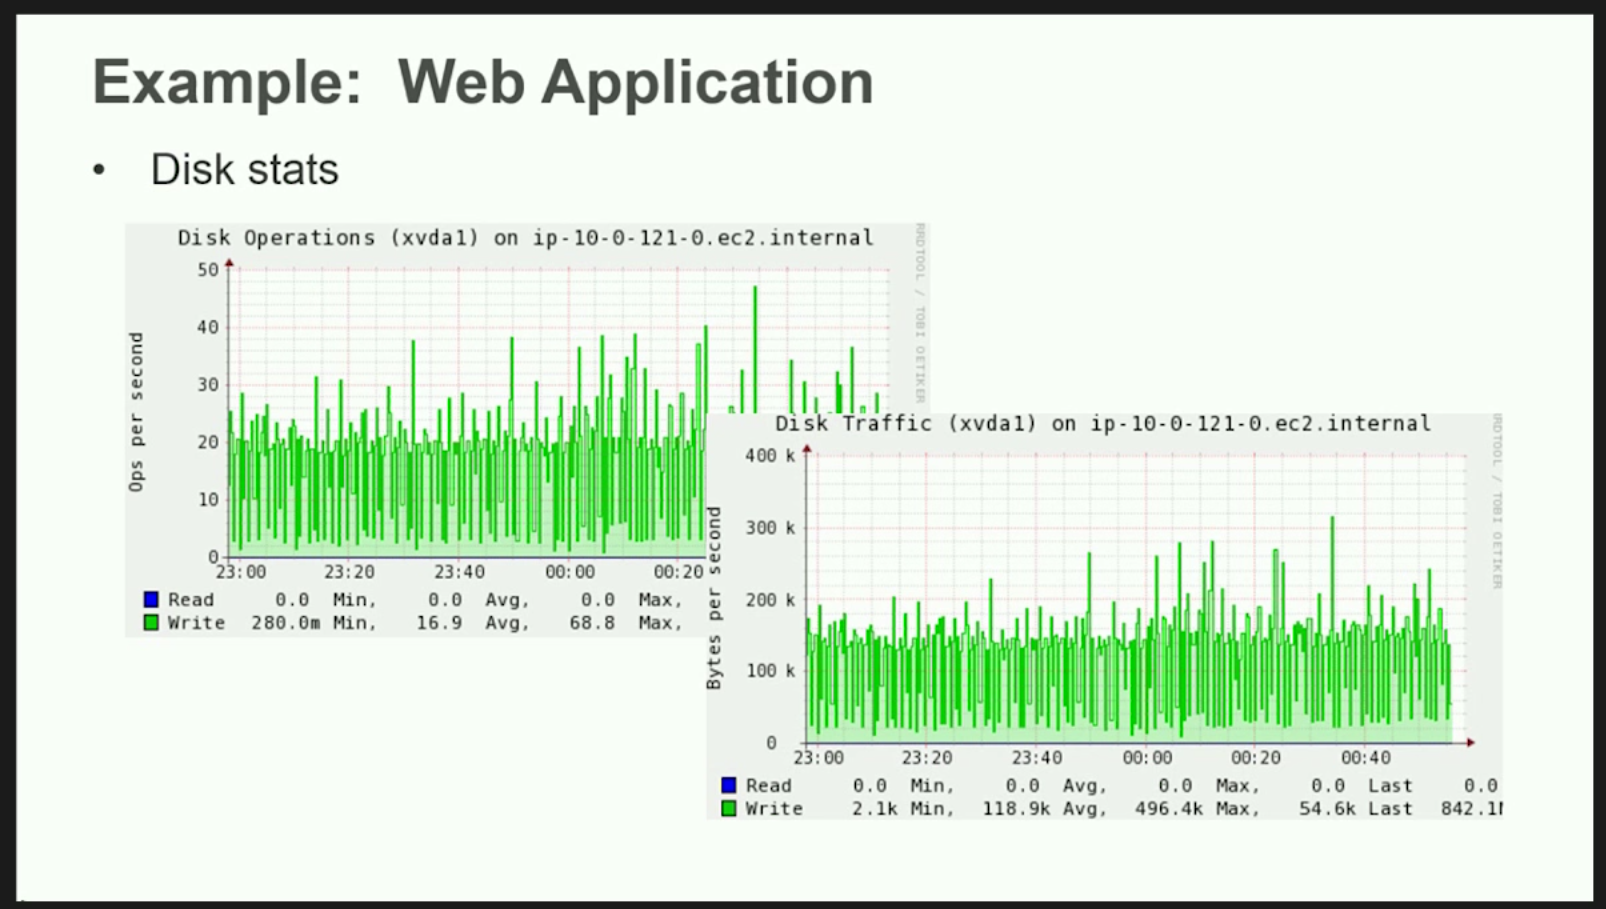 Example: Web Application
• Disk stats
Disk Operations (xvda1) on ip-10-0-121-0.ec2.internal
RRDTOOL / TOBI OETIKER
Ops per second
50
40
30
20
10
0
23:00 23:20 23:40 00:00 00:20
Read 0.0 Min, 0.0 Avg, 0.0 Max,
Write 280.0m Min, 16.9 Avg, 68.8 Max,
Disk Traffic (xvda1) on ip-10-0-121-0.ec2.internal
RRDTOOL / TOBI OETIKER
Bytes per second
400 k
300 k
200 k
100 k
0
23:00 23:20 23:40 00:00 00:20 00:40
Read 0.0 Min, 0.0 Avg, 0.0 Max, 0.0 Last 0.0
Write 2.1k Min, 118.9k Avg, 496.4k Max, 54.6k Last 842.1